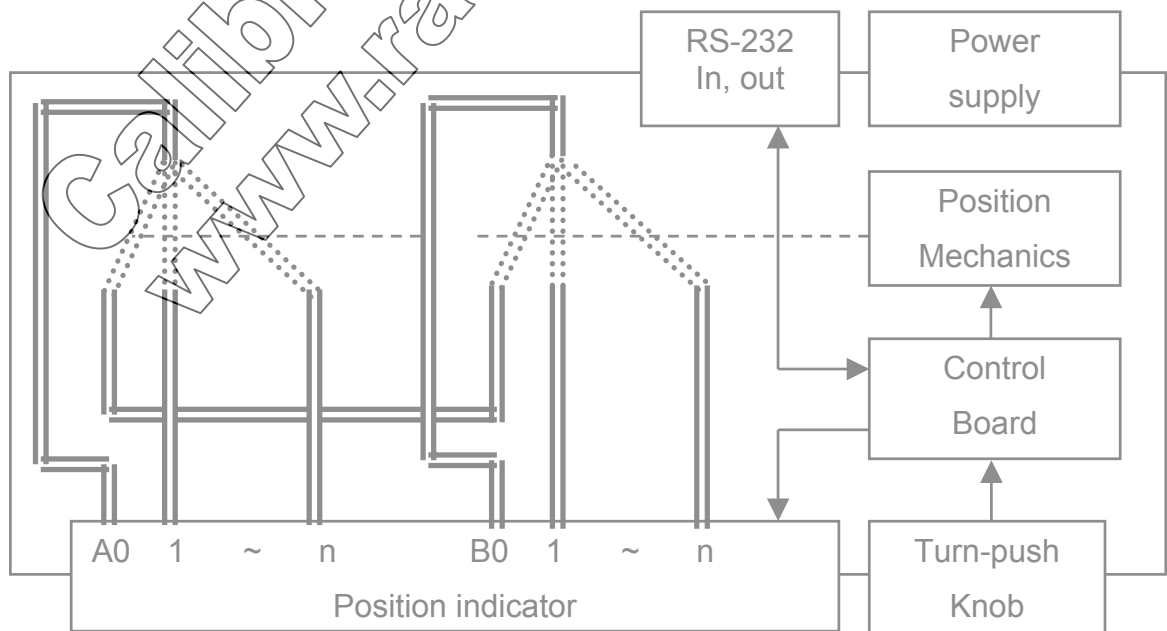 RS-232
In, out
Power
supply
Position
Mechanics
Control
Board
A0 1 ~ n B0 1 ~ n
Position indicator
Turn-push
Knob